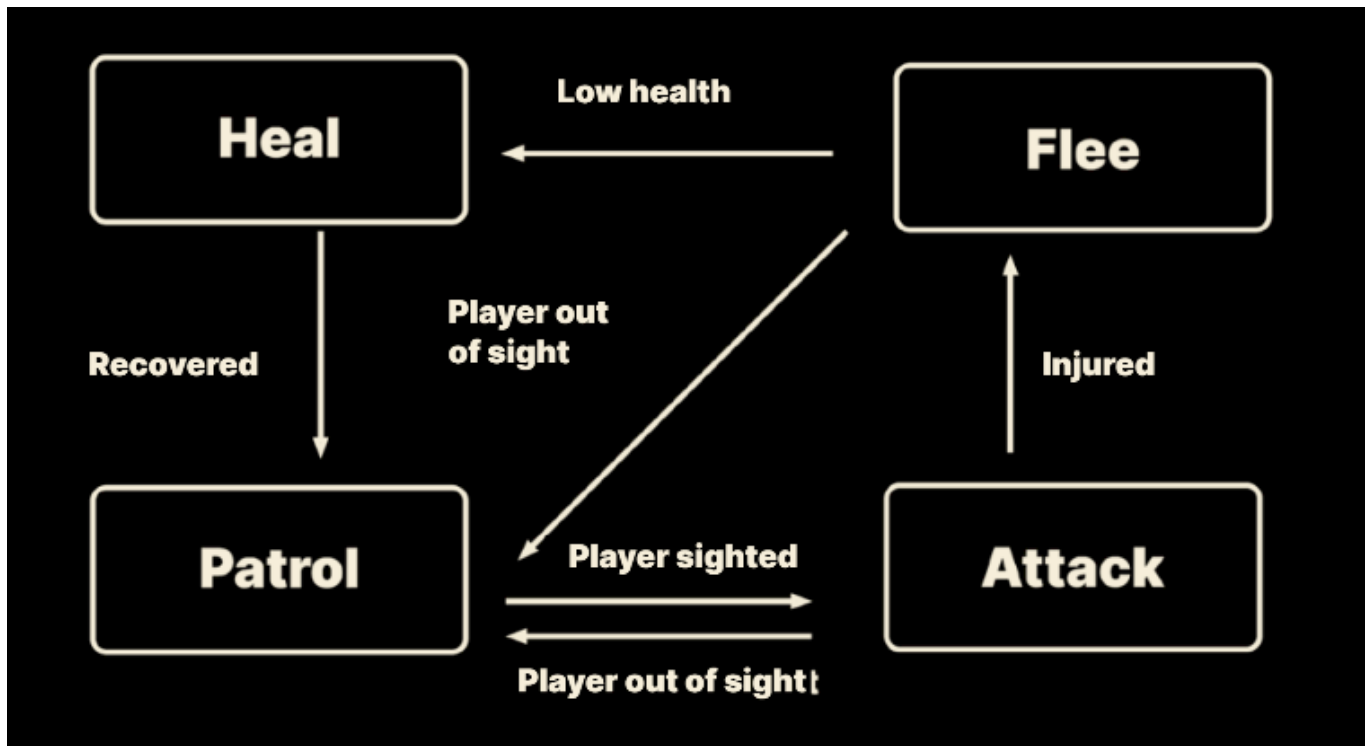 Heal
Low health
Flee
Player out
of sight
Recovered
Injured
Patrol
Player sighted
Attack
Player out of sight